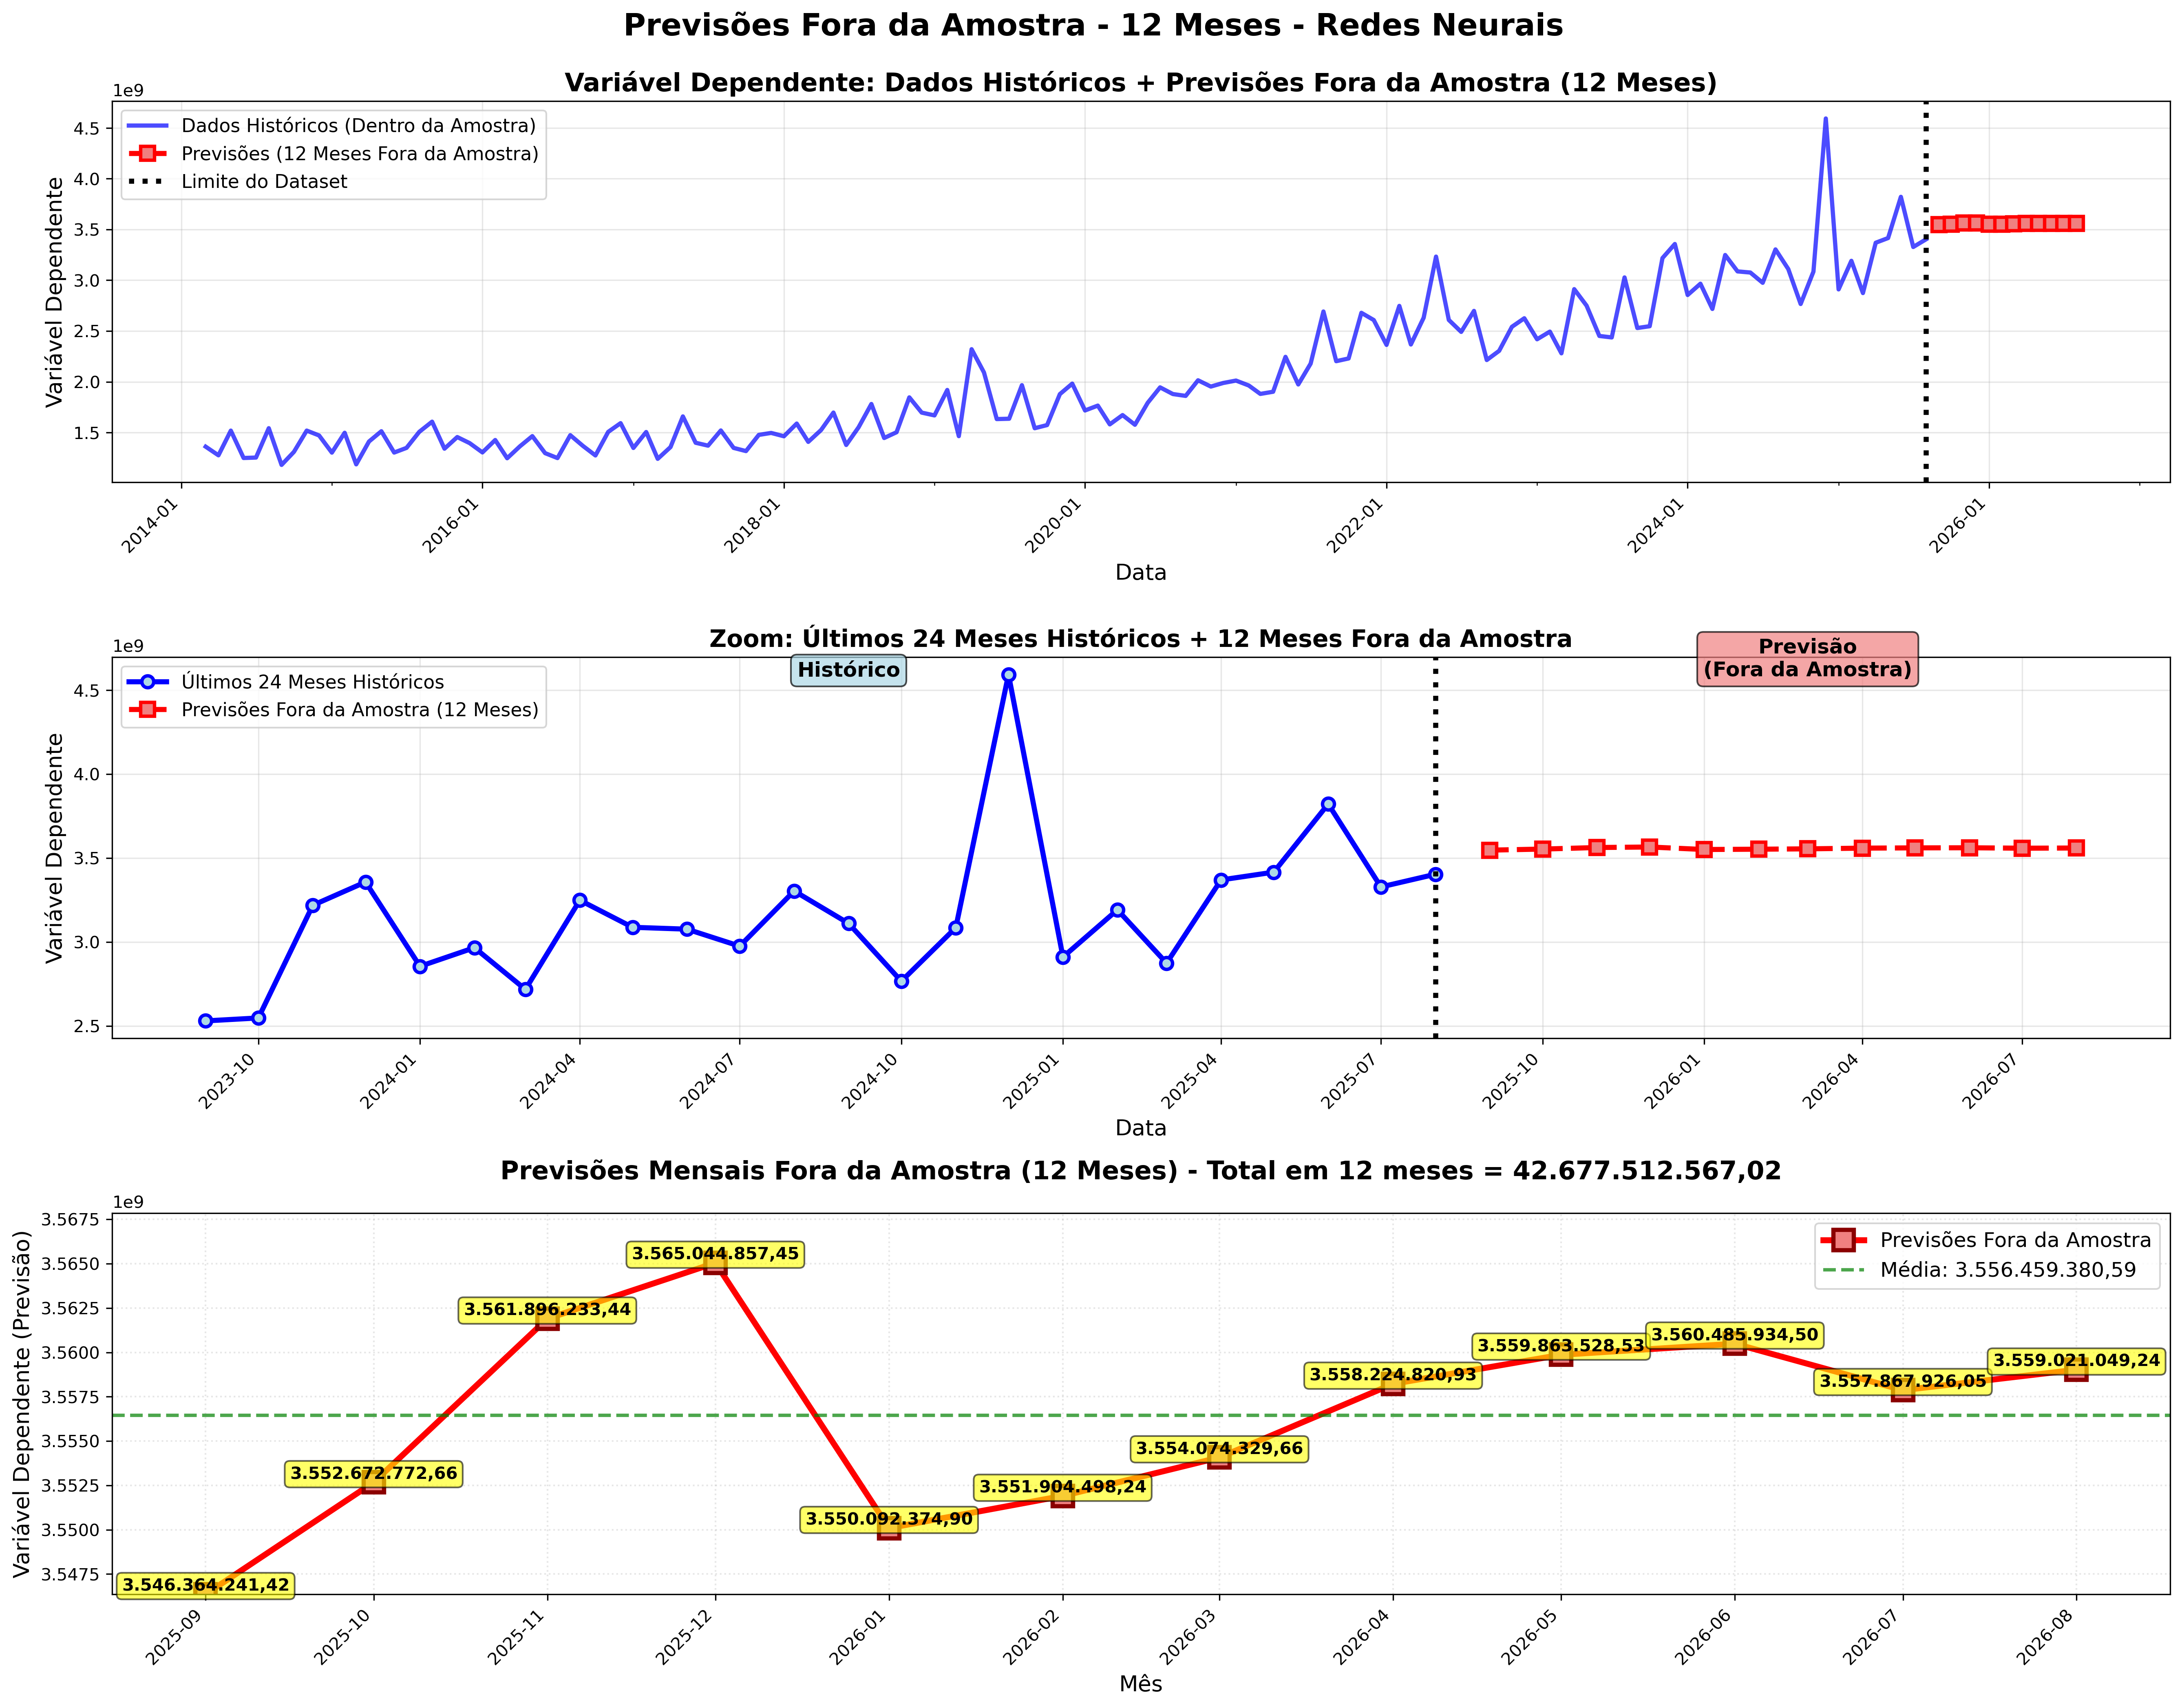 Previsões Fora da Amostra - 12 Meses - Redes Neurais
Variável Dependente: Dados Históricos + Previsões Fora da Amostra (12 Meses)
1e9
Dados Históricos (Dentro da Amostra)
Previsões (12 Meses Fora da Amostra)
Limite do Dataset
Variável Dependente
4.5
4.0
3.5
3.0
2.5
2.0
1.5
2014-01
2016-01
2018-01
2020-01
2022-01
2024-01
2026-01
Data
Zoom: Últimos 24 Meses Históricos + 12 Meses Fora da Amostra
1e9
Últimos 24 Meses Históricos
Previsões Fora da Amostra (12 Meses)
Histórico
Previsão
(Fora da Amostra)
Variável Dependente
4.5
4.0
3.5
3.0
2.5
2023-10
2024-01
2024-04
2024-07
2024-10
2025-01
2025-04
2025-07
2025-10
2026-01
2026-04
2026-07
Data
Previsões Mensais Fora da Amostra (12 Meses) - Total em 12 meses = 42.677.512.567,02
1e9
Previsões Fora da Amostra
Média: 3.556.459.380,59
Variável Dependente (Previsão)
3.5675
3.5650
3.5625
3.5600
3.5575
3.5550
3.5525
3.5500
3.5475
3.546.364.241,42
3.552.672.772,66
3.561.896.233,44
3.565.044.857,45
3.550.092.374,90
3.551.904.498,24
3.554.074.329,66
3.558.224.820,93
3.559.863.528,53
3.560.485.934,50
3.557.867.926,05
3.559.021.049,24
2025-09
2025-10
2025-11
2025-12
2026-01
2026-02
2026-03
2026-04
2026-05
2026-06
2026-07
2026-08
Mês